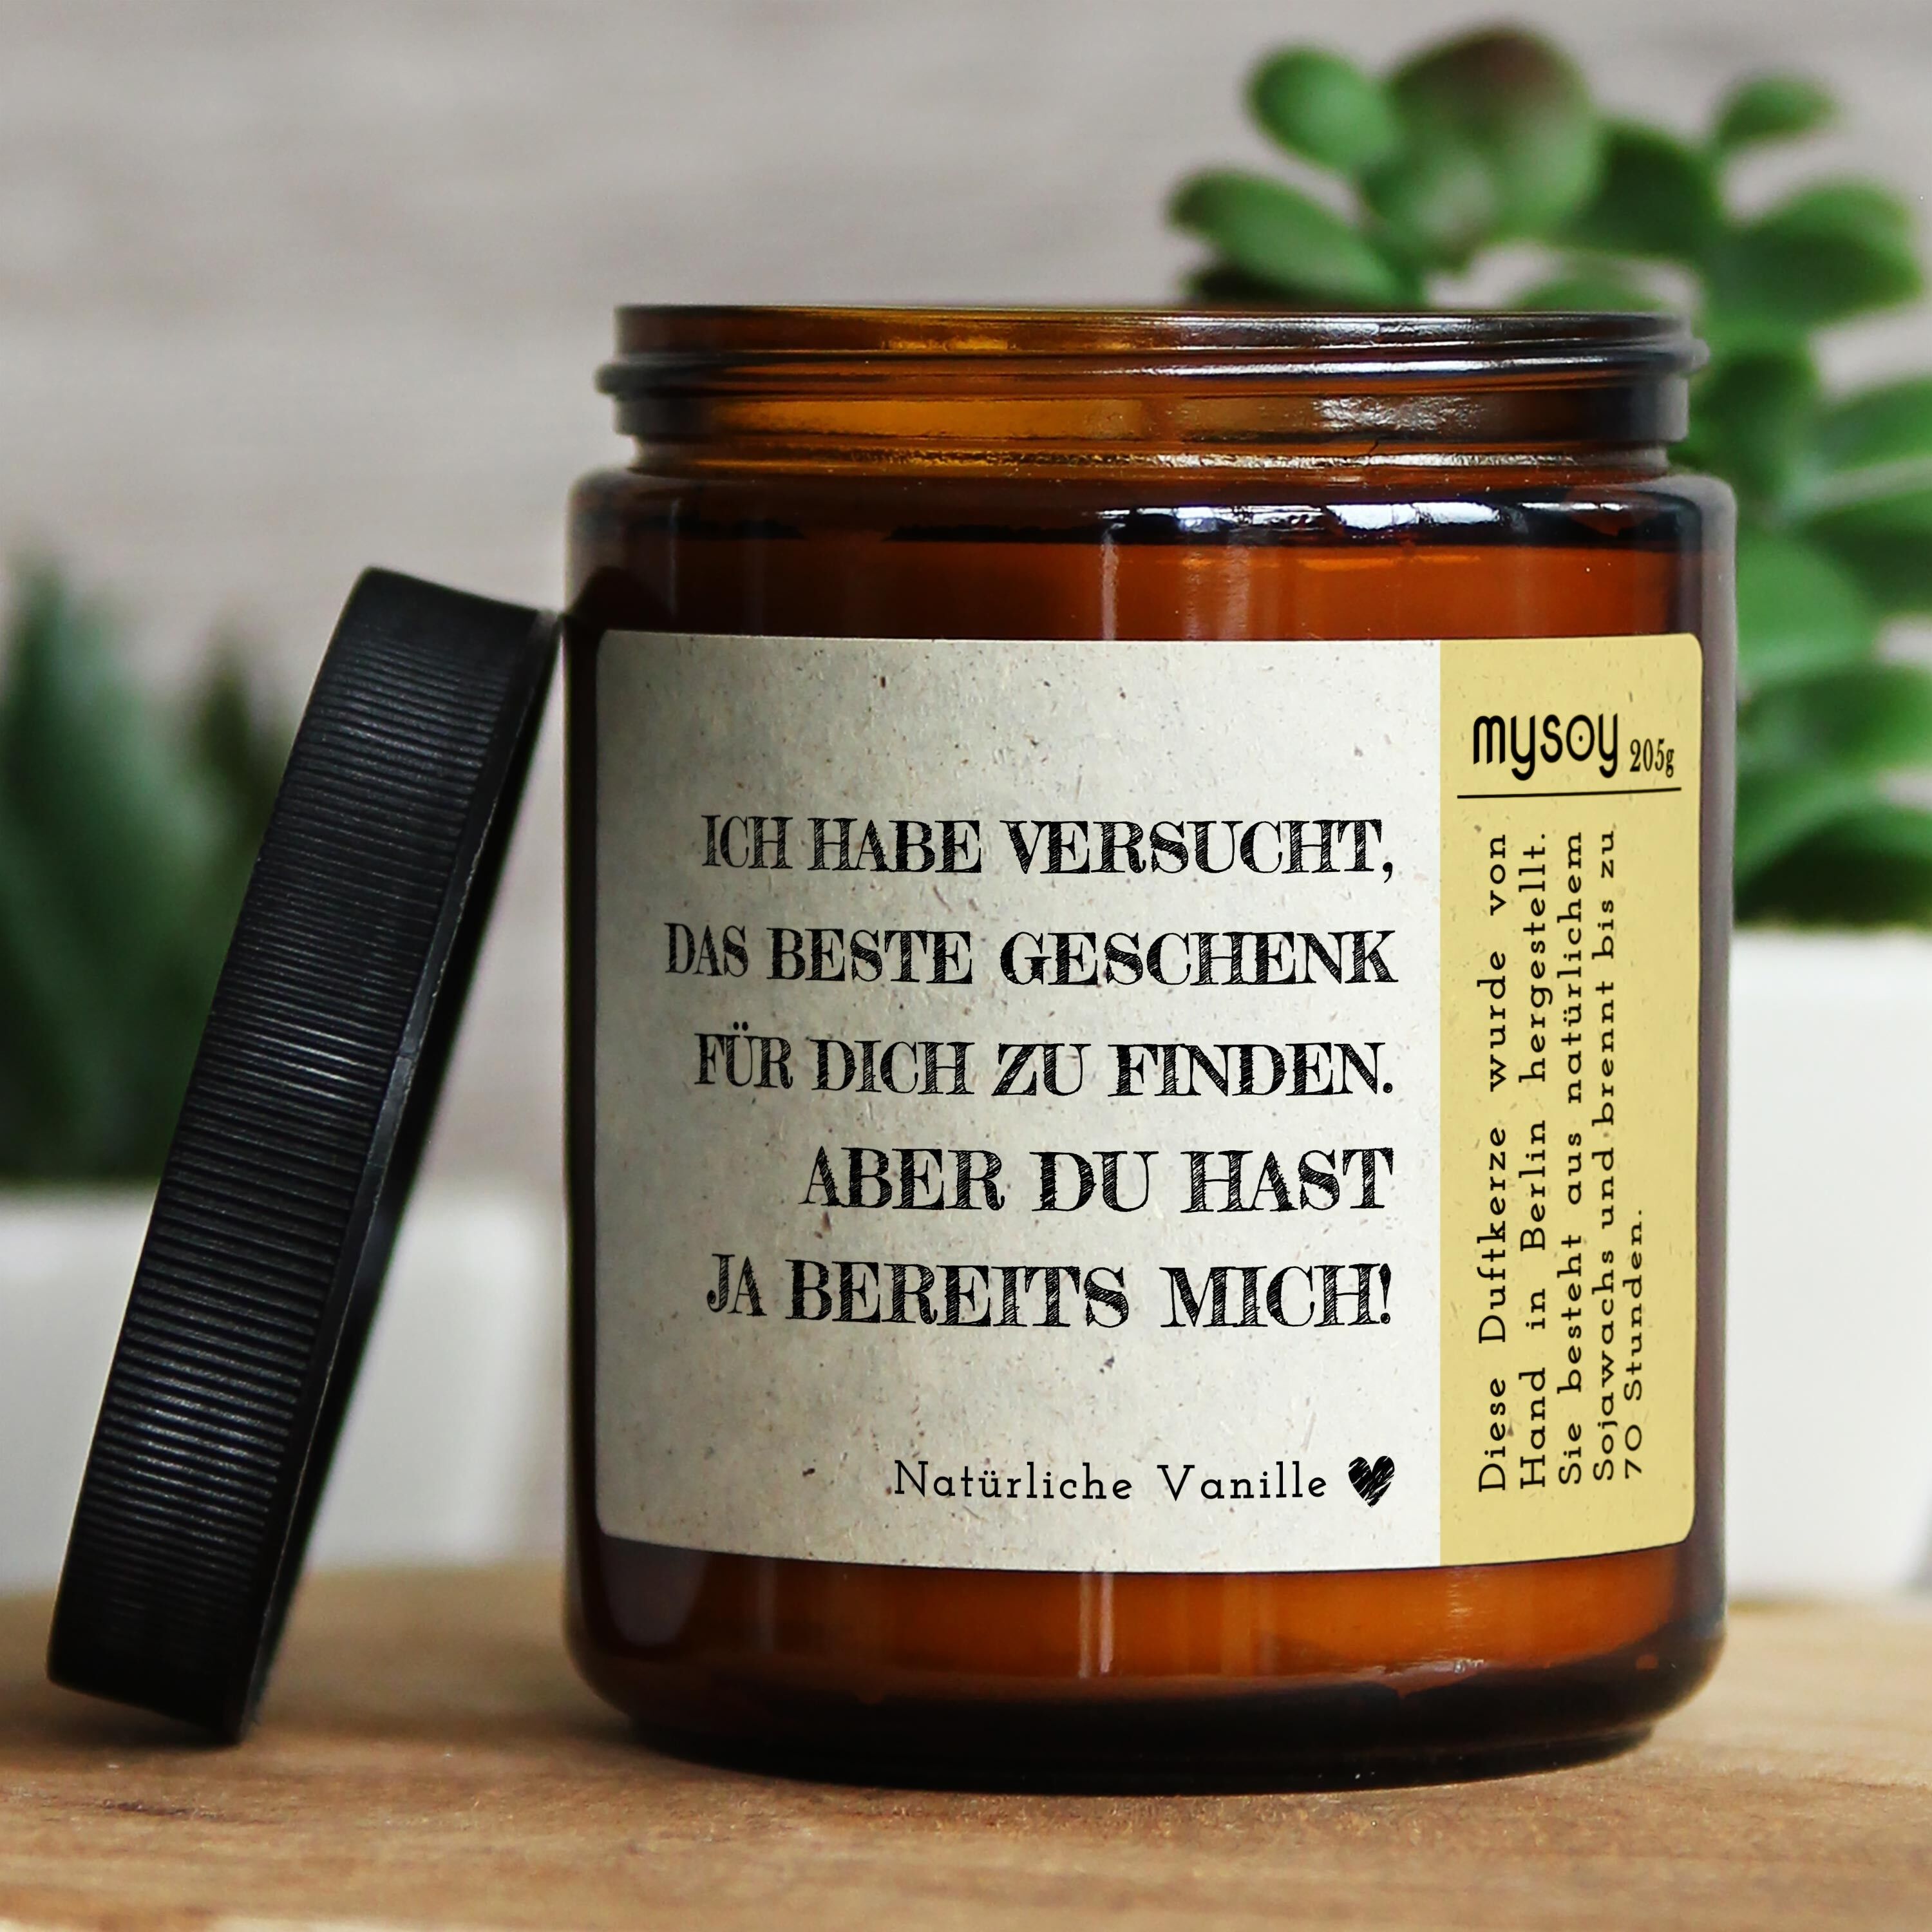 ICH HABE VERSUCHT,
DAS BESTE GESCHENK
FÜR DICH ZU FINDEN.
ABER DU HAST
JA BEREITS MICH!
Natürliche Vanille
mysoy 205g
Diese Duftkerze wurde von
Hand in Berlin hergestellt.
Sie besteht aus natürlichem
Sojawachs und brennt bis zu
70 Stunden.